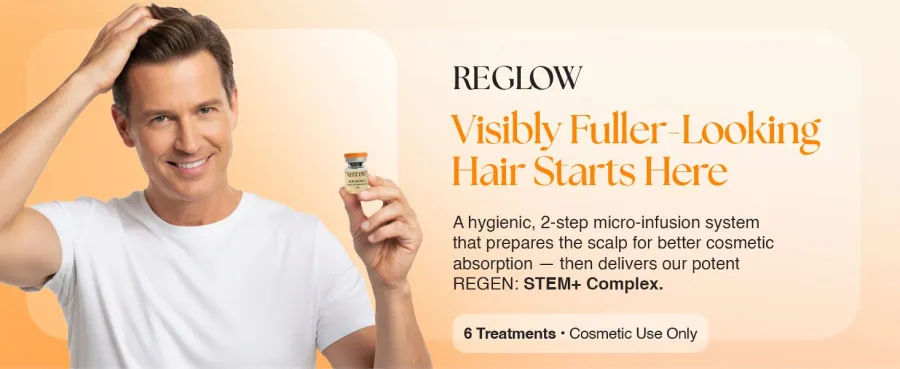 REGLOW
Visibly Fuller-Looking
Hair Starts Here
A hygienic, 2-step micro-infusion system
that prepares the scalp for better cosmetic
absorption — then delivers our potent
REGEN: STEM+ Complex.
6 Treatments • Cosmetic Use Only
REGLOW